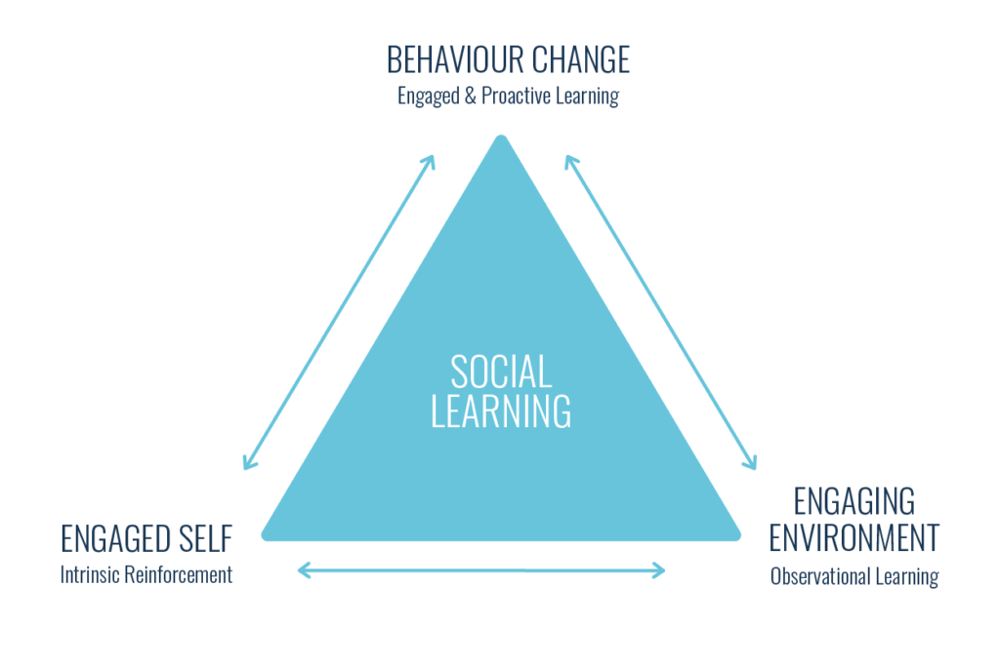 BEHAVIOUR CHANGE
Engaged & Proactive Learning
SOCIAL
LEARNING
ENGAGED SELF
Intrinsic Reinforcement
ENGAGING
ENVIRONMENT
Observational Learning